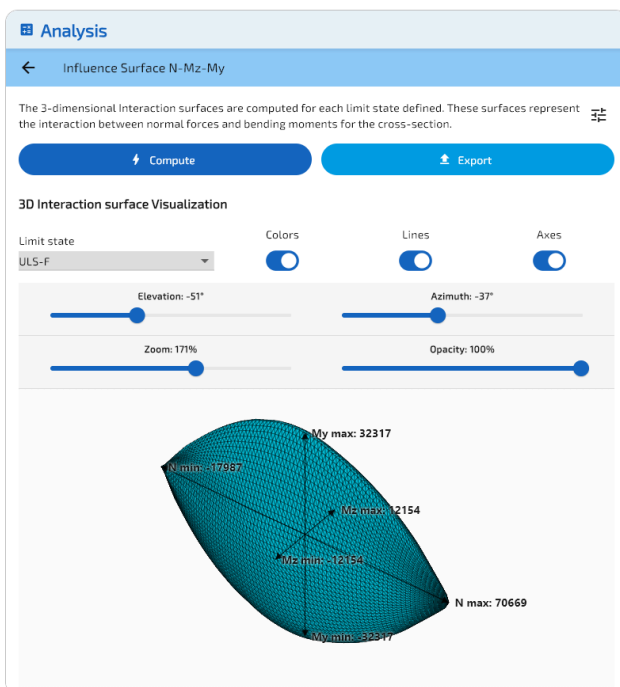 Analysis
Influence Surface N-Mz-My
The 3-dimensional Interaction surfaces are computed for each limit state defined. These surfaces represent
the interaction between normal forces and bending moments for the cross-section.
Compute
Export
3D Interaction surface Visualization
Limit state
Colors
Lines
Axes
ULS-F
Elevation: -51°
Azimuth: -37°
Zoom: 171%
Opacity: 100%
My max: 32317
N min: -17987
Mz max: 12154
Mz min: -12154
N max: 70669
My min: -32317